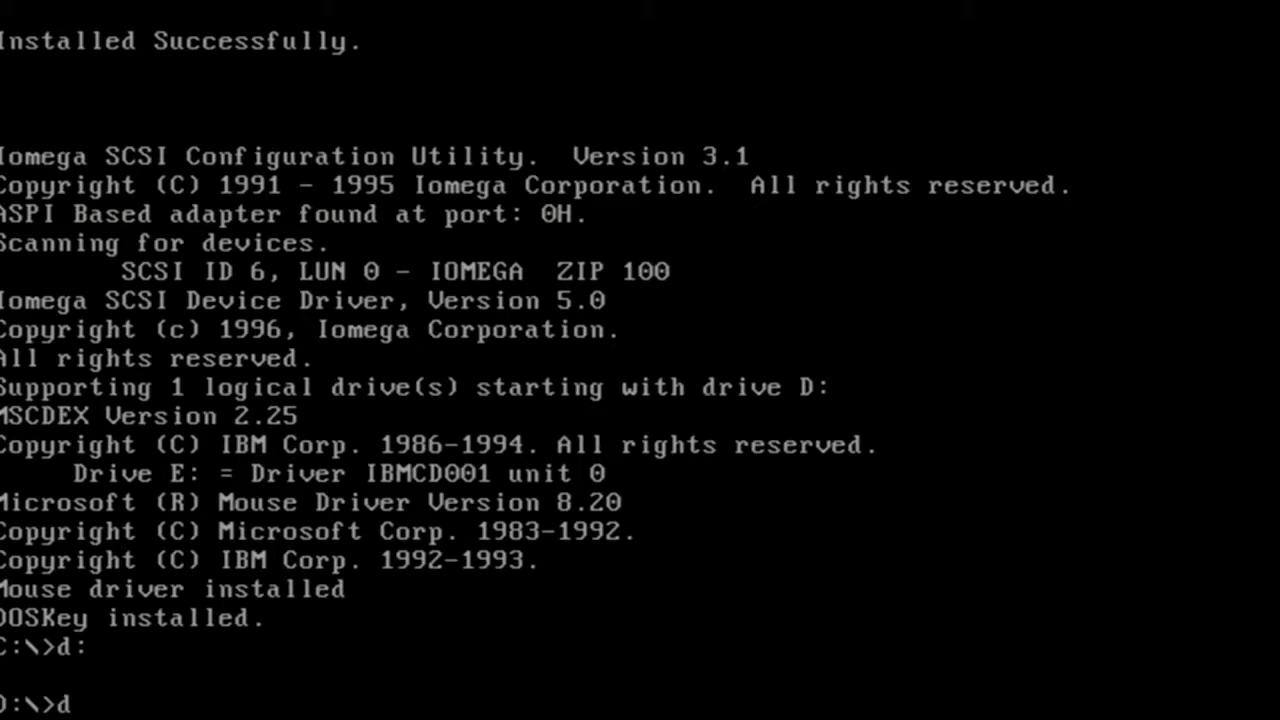 Installed Successfully.
Iomega SCSI Configuration Utility.  Version 3.1
Copyright (C) 1991 - 1995 Iomega Corporation.  All rights reserved.
ASPI Based adapter found at port: 0H.
Scanning for devices.
SCSI ID 6, LUN 0 - IOMEGA  ZIP 100
Iomega SCSI Device Driver, Version 5.0
Copyright (c) 1996, Iomega Corporation.
All rights reserved.
Supporting 1 logical drive(s) starting with drive D:
MSCDEX Version 2.25
Copyright (C) IBM Corp. 1986-1994. All rights reserved.
Drive E: = Driver IBMCD001 unit 0
Microsoft (R) Mouse Driver Version 8.20
Copyright (C) Microsoft Corp. 1983-1992.
Copyright (C) IBM Corp. 1992-1993.
Mouse driver installed
DOSKey installed.
C:\>d:
D:\>d